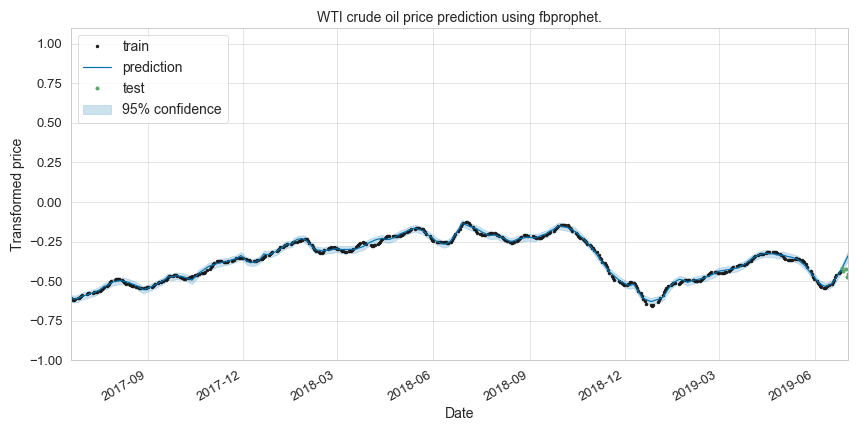 WTI crude oil price prediction using fbprophet.
train
prediction
test
95% confidence
1.00
0.75
0.50
0.25
0.00
−0.25
−0.50
−0.75
−1.00
Transformed price
2017-09
2017-12
2018-03
2018-06
2018-09
2018-12
2019-03
2019-06
Date